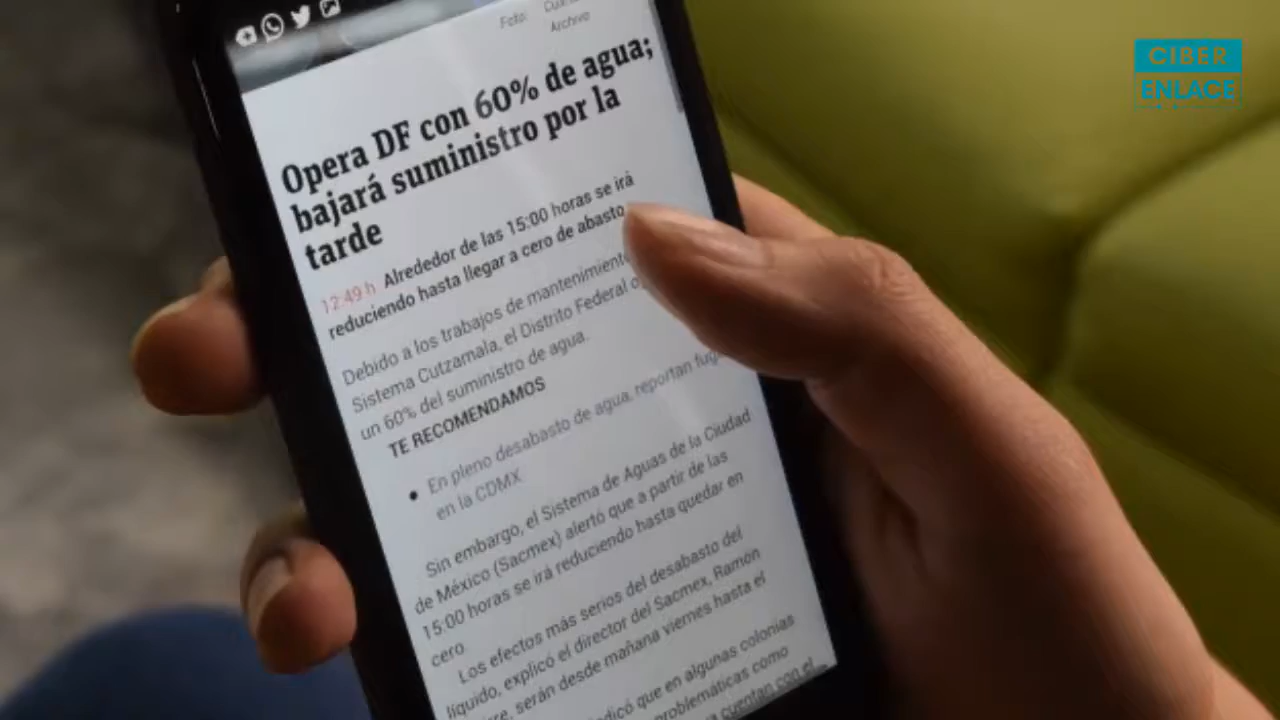 CIBER
ENLACE
Foto:
Archivo
Opera DF con 60% de agua;
bajará suministro por la
tarde
12:49 h Alrededor de las 15:00 horas se irá
reduciendo hasta llegar a cero de abasto
Debido a los trabajos de mantenimiento
Sistema Cutzamala, el Distrito Federal
un 60% del suministro de agua.
TE RECOMENDAMOS
• En pleno desabasto de agua, reportan
en la CDMX
Sin embargo, el Sistema de Aguas de la Ciudad
de México (Sacmex) alertó que a partir de las
15:00 horas se irá reduciendo hasta quedar en
cero.
Los efectos más serios del desabasto del
líquido, explicó el director del Sacmex, Ramón
serán desde mañana viernes hasta el
que en algunas colonias
problemáticas como
cuentan con el